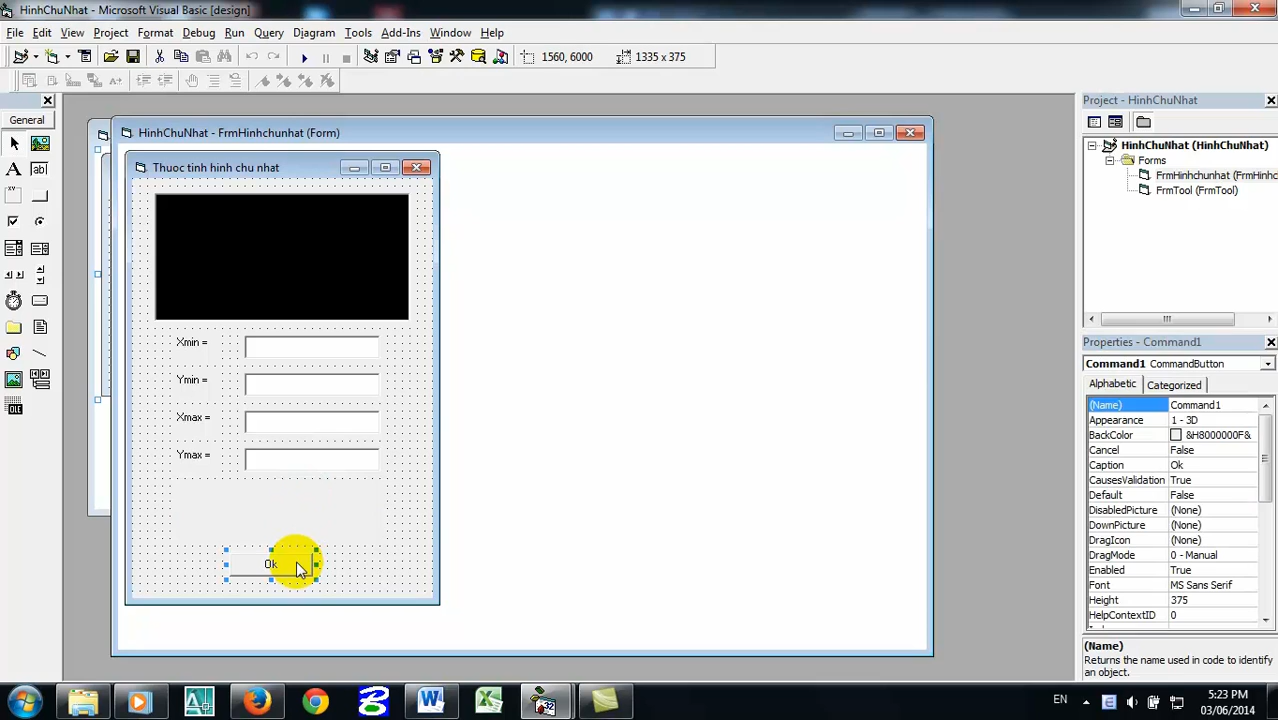 HinhChuNhat - Microsoft Visual Basic [design]
File Edit View Project Format Debug Run Query Diagram Tools Add-Ins Window Help
1560, 6000 1335 x 375
General
A ab|
xy
OLE
HinhChuNhat - FrmHinhchunhat (Form)
Thuoc tinh hinh chu nhat
Xmin =
Ymin =
Xmax =
Ymax =
Ok
Project - HinhChuNhat
HinhChuNhat (HinhChuNhat)
Forms
FrmHinhchunhat (FrmHinhc
FrmTool (FrmTool)
Properties - Command1
Command1 CommandButton
Alphabetic Categorized
(Name) Command1
Appearance 1 - 3D
BackColor &H8000000F&
Cancel False
Caption Ok
CausesValidation True
Default False
DisabledPicture (None)
DownPicture (None)
DragIcon (None)
DragMode 0 - Manual
Enabled True
Font MS Sans Serif
Height 375
HelpContextID 0
(Name)
Returns the name used in code to identify an object.
32
EN
5:23 PM
03/06/2014